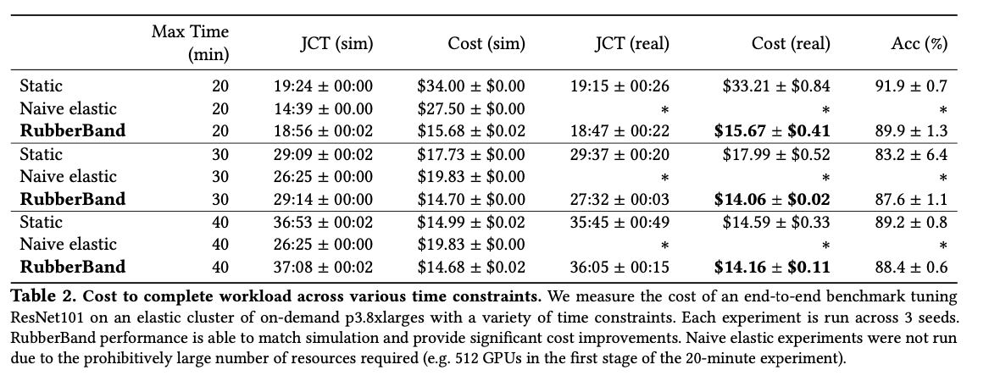 Max Time (min) JCT (sim) Cost (sim) JCT (real) Cost (real) Acc (%)
Static 20 19:24 ± 00:00 $34.00 ± $0.00 19:15 ± 00:26 $33.21 ± $0.84 91.9 ± 0.7
Naive elastic 20 14:39 ± 00.00 $27.50 ± $0.00 * * *
RubberBand 20 18:56 ± 00:02 $15.68 ± $0.02 18:47 ± 00:22 $15.67 ± $0.41 89.9 ± 1.3
Static 30 29:09 ± 00:02 $17.73 ± $0.00 29:37 ± 00:20 $17.99 ± $0.52 83.2 ± 6.4
Naive elastic 30 26:25 ± 00:00 $19.83 ± $0.00 * * *
RubberBand 30 29:14 ± 00:00 $14.70 ± $0.00 27:32 ± 00:03 $14.06 ± $0.02 87.6 ± 1.1
Static 40 36:53 ± 00:02 $14.99 ± $0.02 35:45 ± 00:49 $14.59 ± $0.33 89.2 ± 0.8
Naive elastic 40 26:25 ± 00:00 $19.83 ± $0.00 * * *
RubberBand 40 37:08 ± 00:02 $14.68 ± $0.02 36:05 ± 00:15 $14.16 ± $0.11 88.4 ± 0.6
Table 2. Cost to complete workload across various time constraints. We measure the cost of an end-to-end benchmark tuning
ResNet101 on an elastic cluster of on-demand p3.8xlarges with a variety of time constraints. Each experiment is run across 3 seeds.
RubberBand performance is able to match simulation and provide significant cost improvements. Naive elastic experiments were not run
due to the prohibitively large number of resources required (e.g. 512 GPUs in the first stage of the 20-minute experiment).